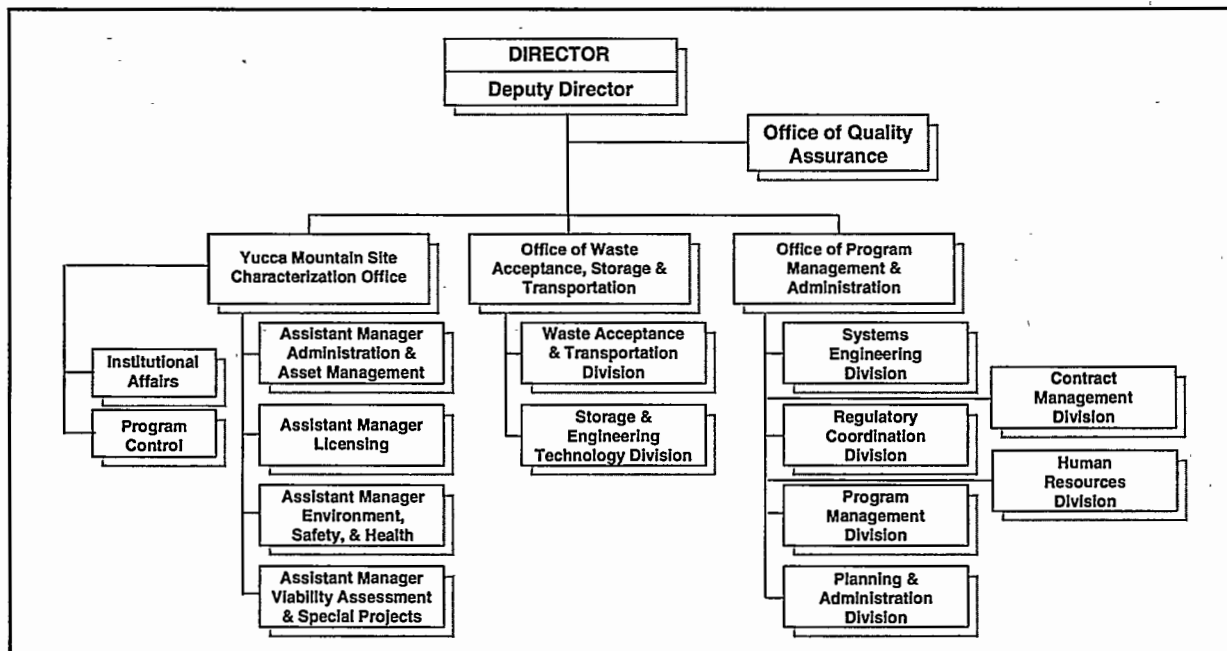 DIRECTOR
Deputy Director
Office of Quality
Assurance
Yucca Mountain Site
Characterization Office
Office of Waste
Acceptance, Storage &
Transportation
Office of Program
Management &
Administration
Institutional
Affairs
Program
Control
Assistant Manager
Administration &
Asset Management
Assistant Manager
Licensing
Assistant Manager
Environment,
Safety, & Health
Assistant Manager
Viability Assessment
& Special Projects
Waste Acceptance
& Transportation
Division
Storage &
Engineering
Technology Division
Systems
Engineering
Division
Regulatory
Coordination
Division
Program
Management
Division
Planning &
Administration
Division
Contract
Management
Division
Human
Resources
Division